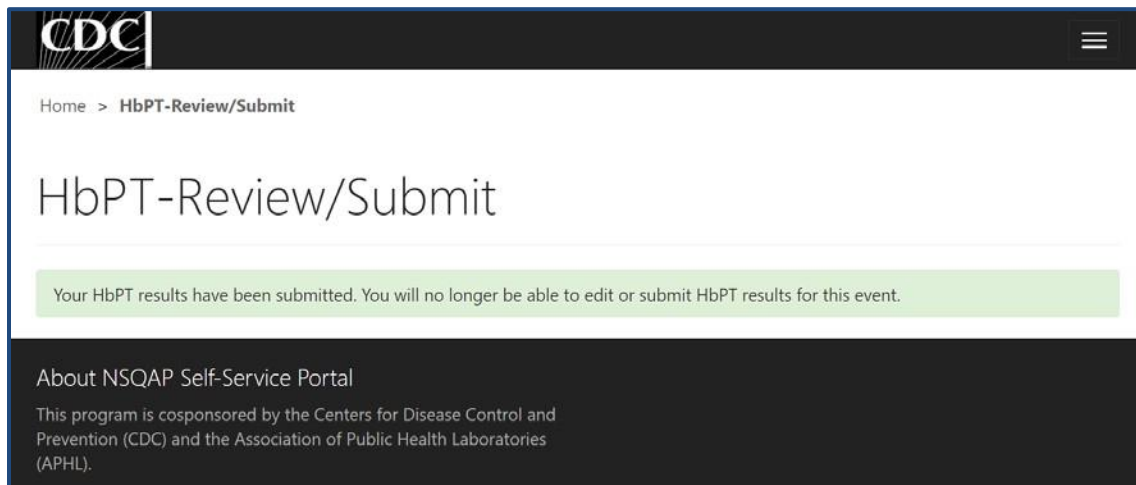 CDC
Home > HbPT-Review/Submit
HbPT-Review/Submit
Your HbPT results have been submitted. You will no longer be able to edit or submit HbPT results for this event.
About NSQAP Self-Service Portal
This program is cosponsored by the Centers for Disease Control and
Prevention (CDC) and the Association of Public Health Laboratories
(APHL).